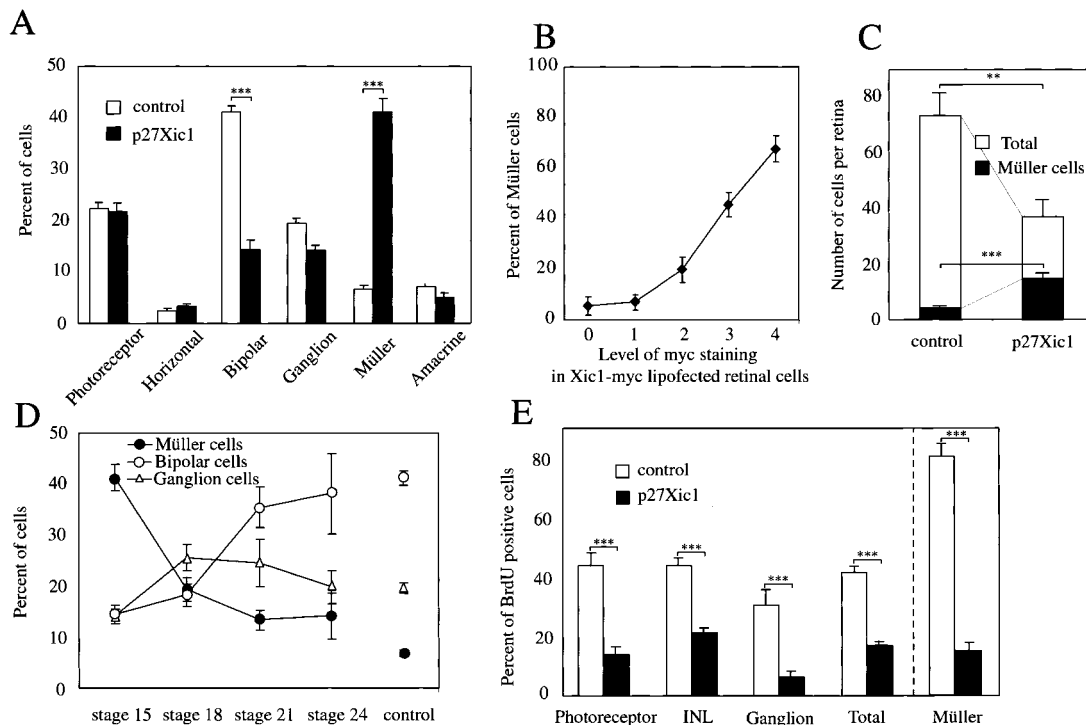 A
50
40
30
20
10
0
Percent of cells
control
p27Xic1
***
***
Photoreceptor
Horizontal
Bipolar
Ganglion
Müller
Amacrine
B
100
80
60
40
20
0
Percent of Müller cells
0 1 2 3 4
Level of myc staining
in Xic1-myc lipofected retinal cells
C
80
60
40
20
0
Number of cells per retina
**
Total
Müller cells
***
control p27Xic1
D
50
40
30
20
10
0
Percent of cells
Müller cells
Bipolar cells
Ganglion cells
stage 15 stage 18 stage 21 stage 24 control
E
80
60
40
20
0
Percent of BrdU positive cells
control
p27Xic1
*** *** *** *** ***
Photoreceptor INL Ganglion Total Müller